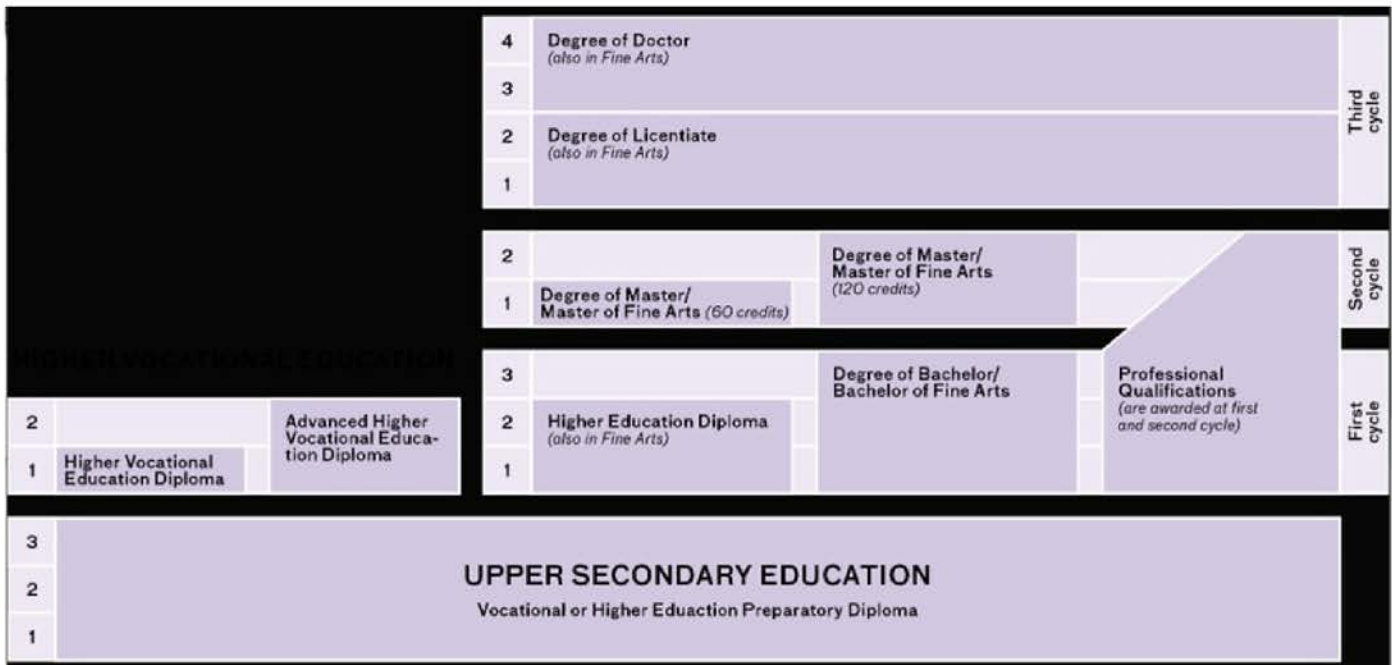 4
Degree of Doctor
(also in Fine Arts)
3
2
Degree of Licentiate
(also in Fine Arts)
1
Third
cycle
2
1
Degree of Master/
Master of Fine Arts (60 credits)
Degree of Master/
Master of Fine Arts
(120 credits)
Second
cycle
HIGHER VOCATIONAL EDUCATION
2
1
Higher Vocational
Education Diploma
Advanced Higher
Vocational Educa-
tion Diploma
3
2
1
Higher Education Diploma
(also in Fine Arts)
Degree of Bachelor/
Bachelor of Fine Arts
Professional
Qualifications
(are awarded at first
and second cycle)
First
cycle
3
2
1
UPPER SECONDARY EDUCATION
Vocational or Higher Eduaction Preparatory Diploma